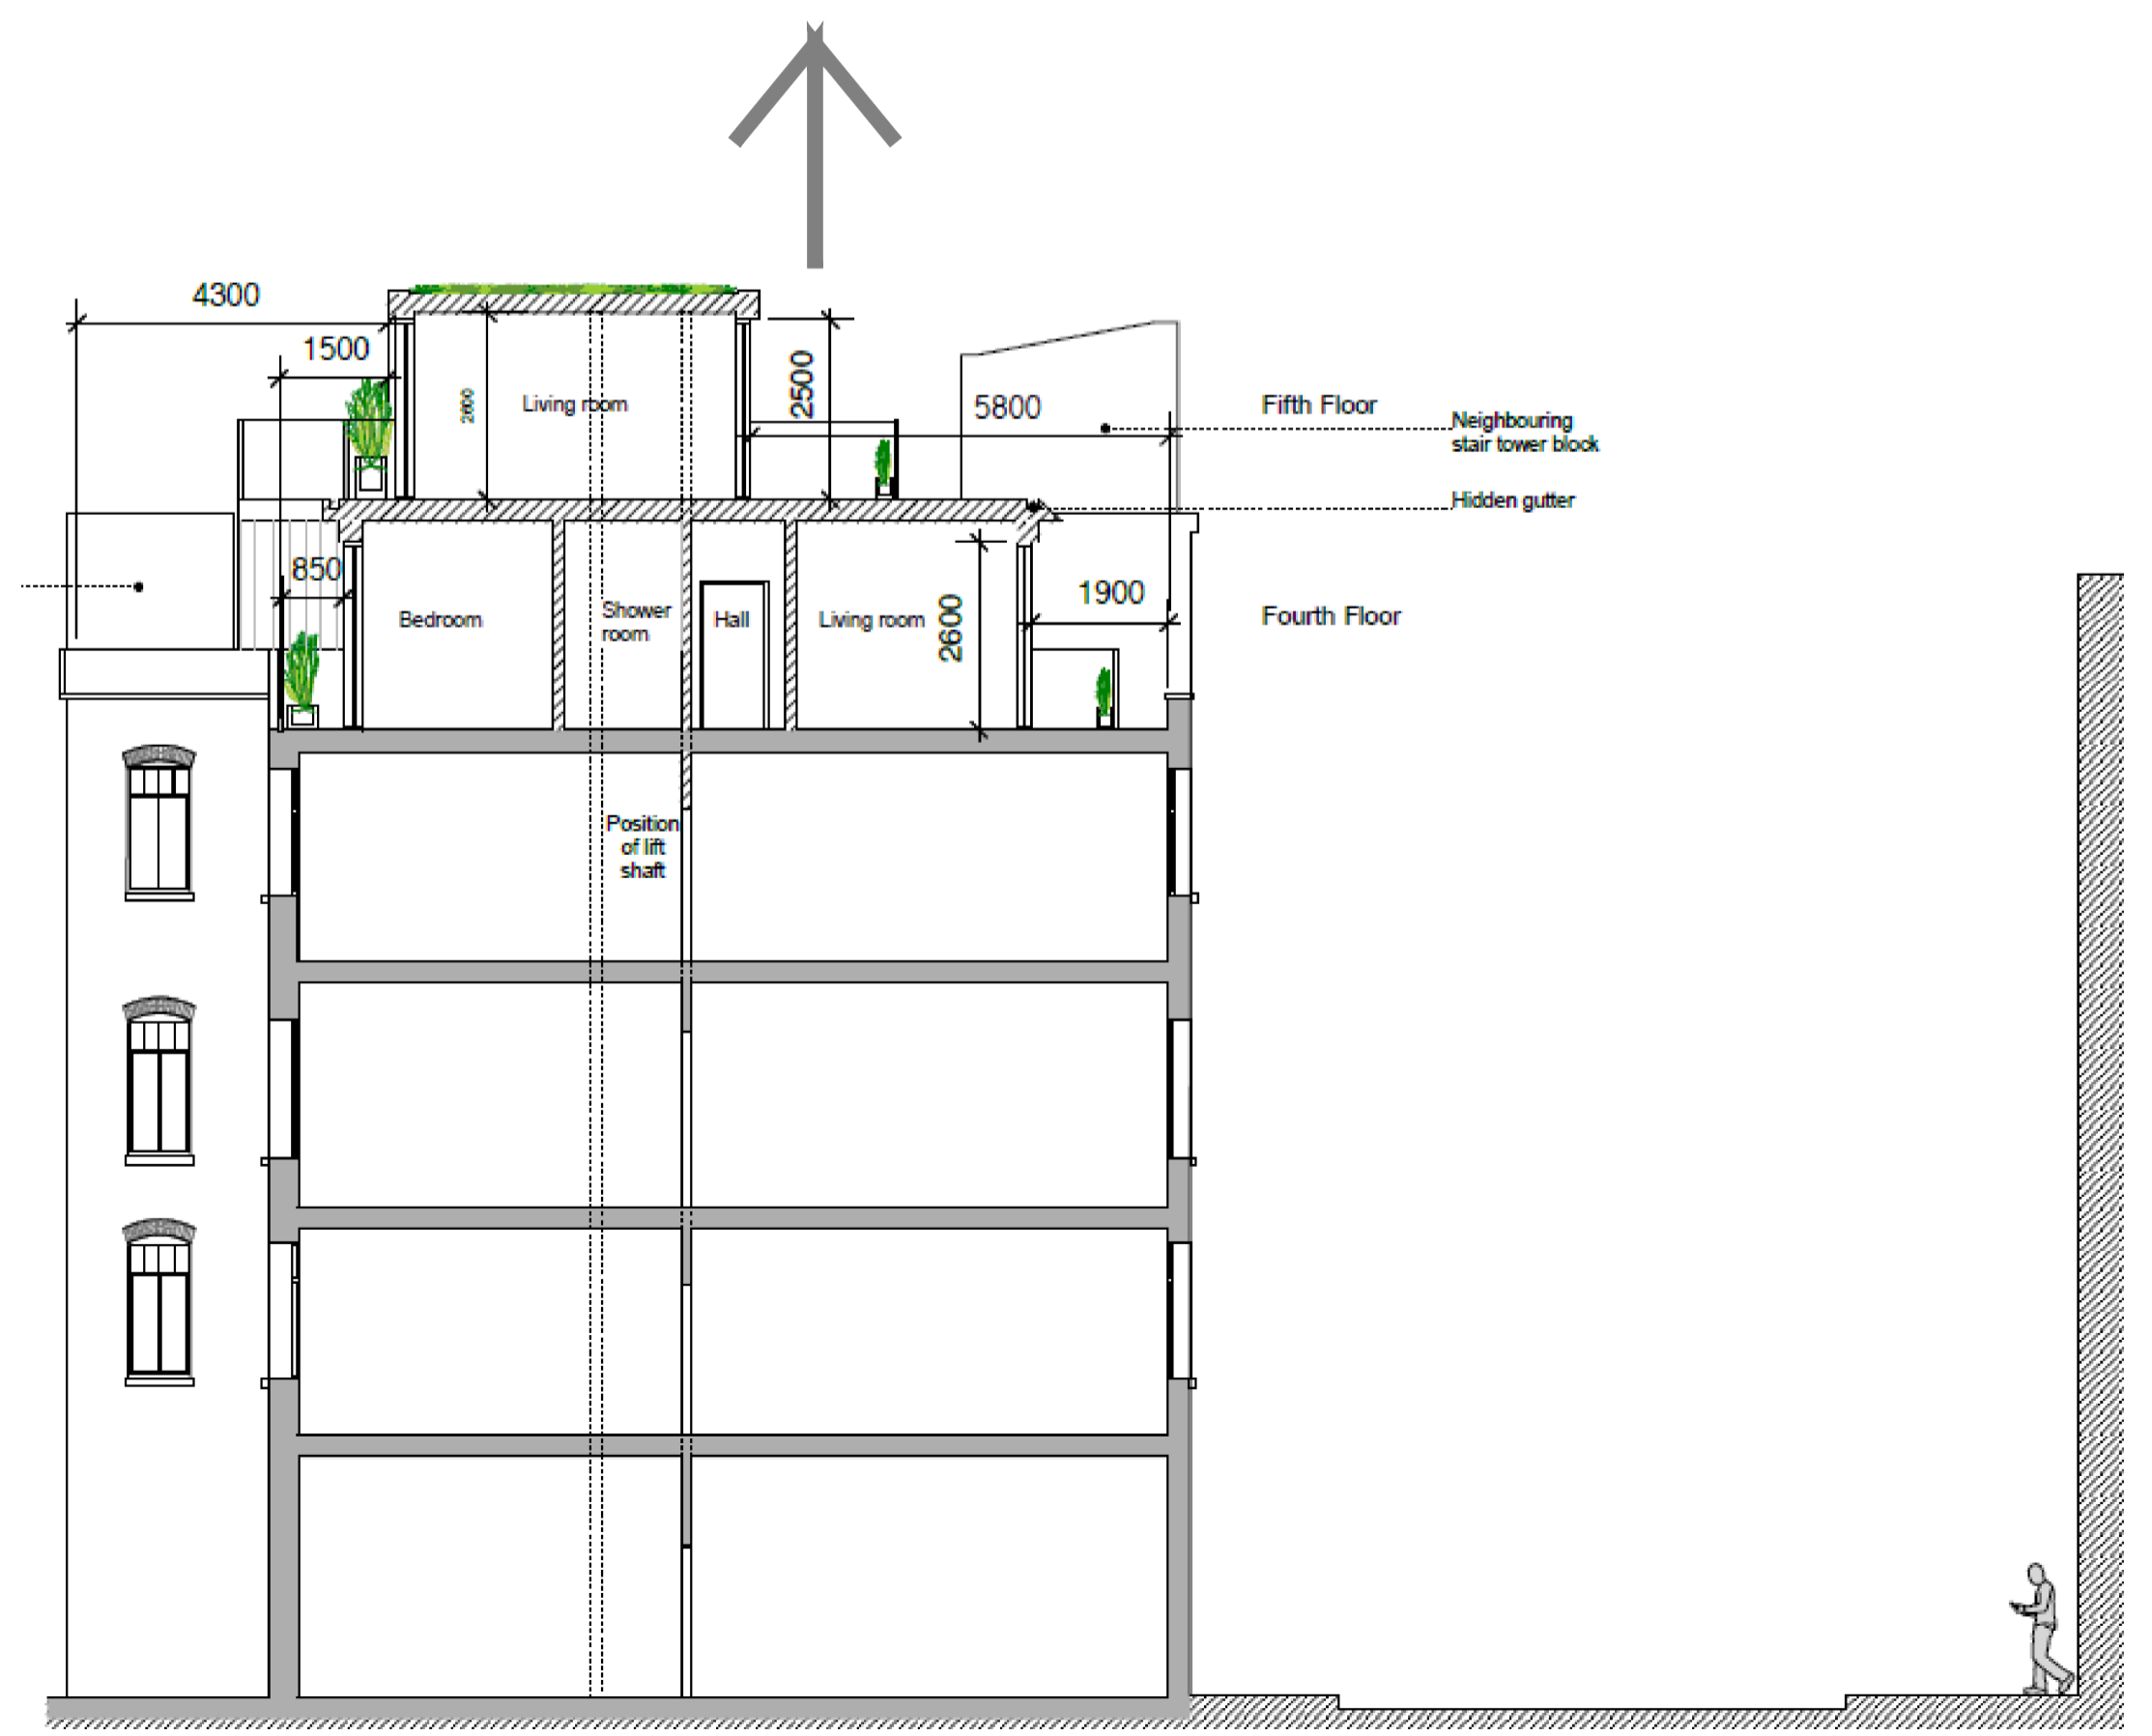 4300
1500
2600
Living room
2500
5800
Fifth Floor
Neighbouring
stair tower block
Hidden gutter
850
Bedroom
Shower
room
Hall
Living room
2600
1900
Fourth Floor
Position
of lift
shaft